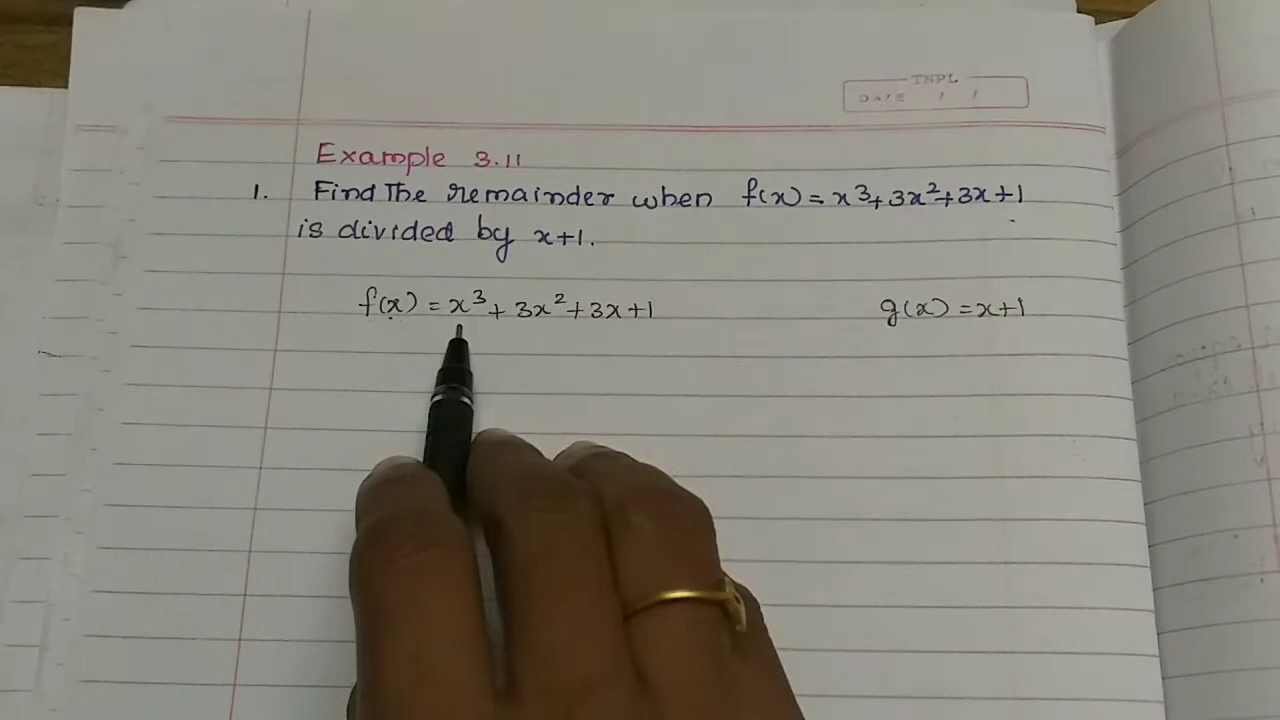 TNPL
DATE / /
Example 3.11
1. Find The remainder when f(x) = x³+3x²+3x+1
is divided by x+1.
f(x) = x³+3x²+3x+1 g(x) = x+1